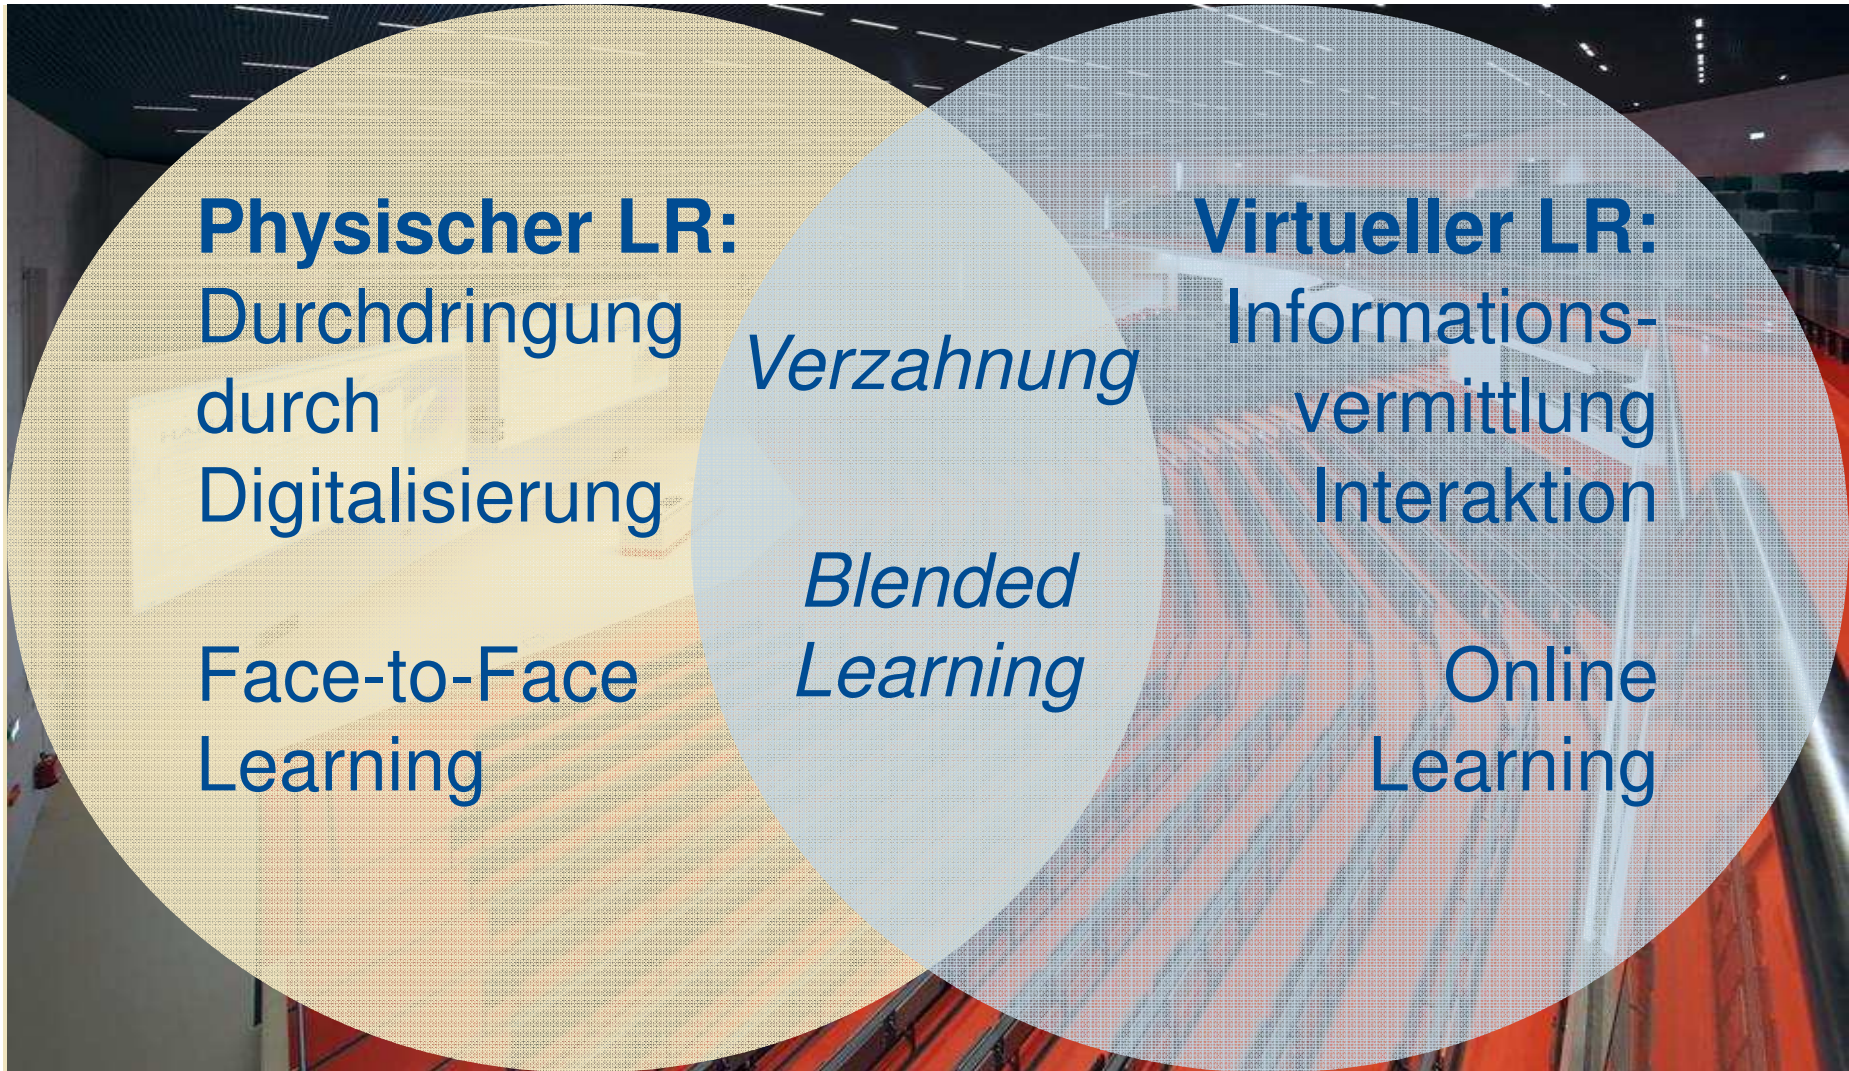 Physischer LR:
Durchdringung
durch
Digitalisierung
Face-to-Face
Learning
Verzahnung
Blended
Learning
Virtueller LR:
Informations-
vermittlung
Interaktion
Online
Learning